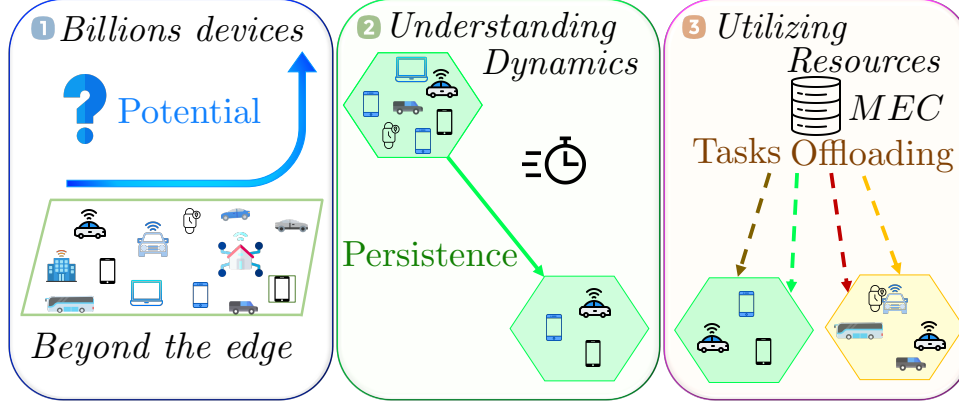 1 Billions devices
? Potential
Beyond the edge
2 Understanding
Dynamics
Persistence
3 Utilizing
Resources
MEC
Tasks Offloading